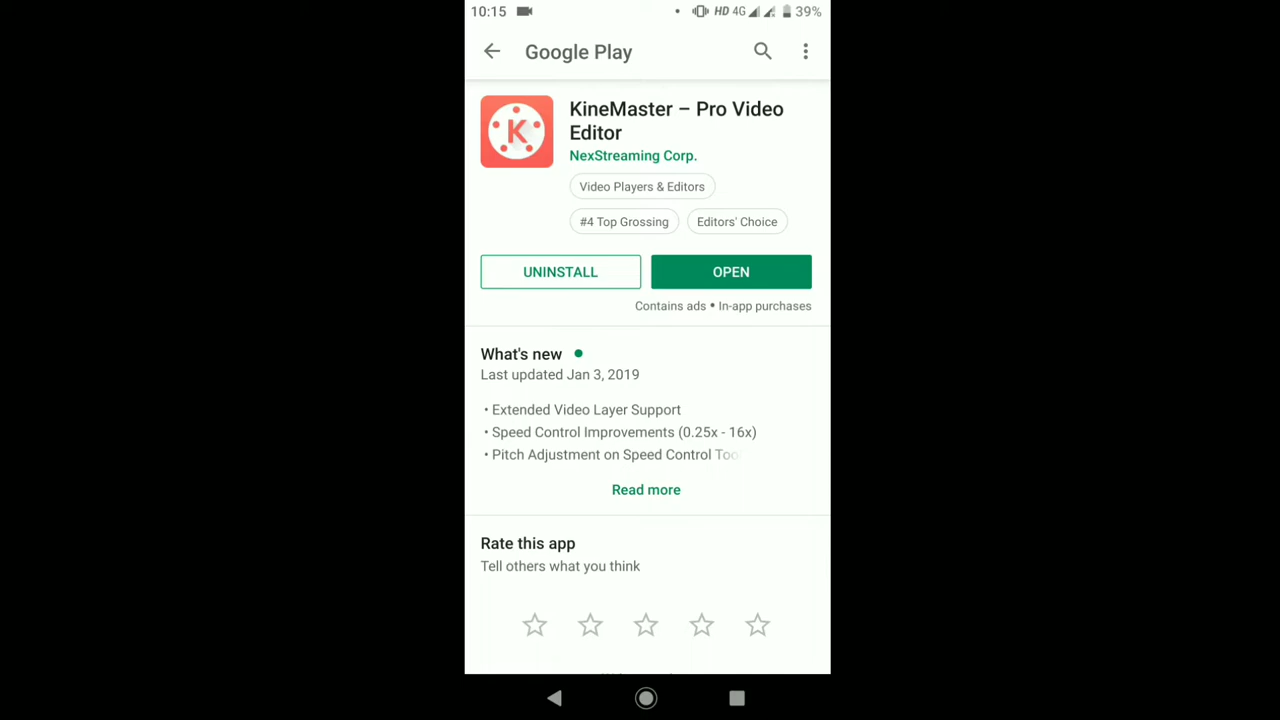 10:15 HD 4G 39%
Google Play
K
KineMaster – Pro Video
Editor
NexStreaming Corp.
Video Players & Editors
#4 Top Grossing Editors' Choice
UNINSTALL OPEN
Contains ads • In-app purchases
What's new
Last updated Jan 3, 2019
• Extended Video Layer Support
• Speed Control Improvements (0.25x - 16x)
• Pitch Adjustment on Speed Control Too
Read more
Rate this app
Tell others what you think